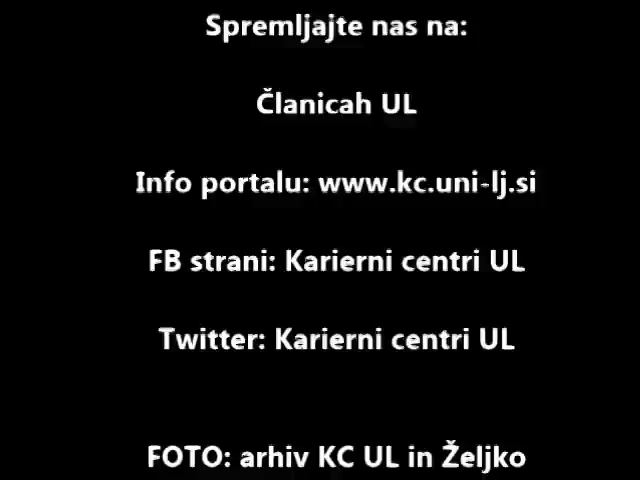 Spremljajte nas na:
Članicah UL
Info portalu: www.kc.uni-lj.si
FB strani: Karierni centri UL
Twitter: Karierni centri UL
FOTO: arhiv KC UL in Željko